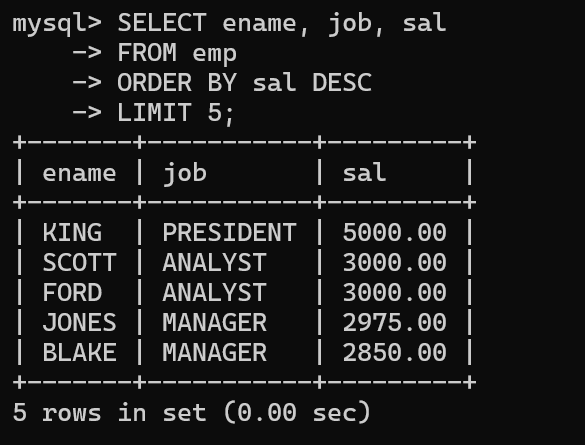 mysql> SELECT ename, job, sal
    -> FROM emp
    -> ORDER BY sal DESC
    -> LIMIT 5;
+-------+-----------+---------+
| ename | job       | sal     |
+-------+-----------+---------+
| KING  | PRESIDENT | 5000.00 |
| SCOTT | ANALYST   | 3000.00 |
| FORD  | ANALYST   | 3000.00 |
| JONES | MANAGER   | 2975.00 |
| BLAKE | MANAGER   | 2850.00 |
+-------+-----------+---------+
5 rows in set (0.00 sec)